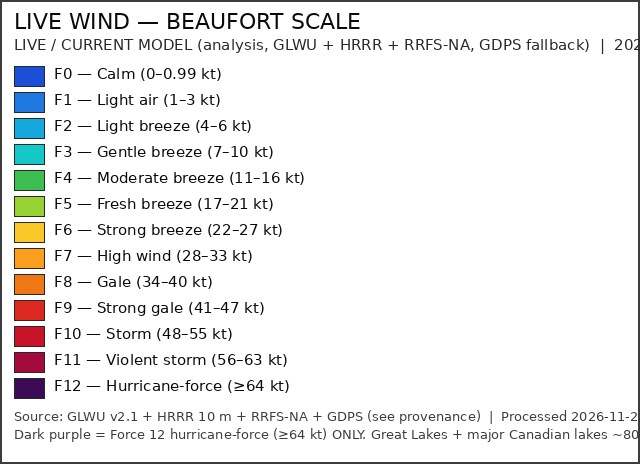 LIVE WIND — BEAUFORT SCALE
LIVE / CURRENT MODEL (analysis, GLWU + HRRR + RRFS-NA, GDPS fallback)  |  202
F0 — Calm (0–0.99 kt)
F1 — Light air (1–3 kt)
F2 — Light breeze (4–6 kt)
F3 — Gentle breeze (7–10 kt)
F4 — Moderate breeze (11–16 kt)
F5 — Fresh breeze (17–21 kt)
F6 — Strong breeze (22–27 kt)
F7 — High wind (28–33 kt)
F8 — Gale (34–40 kt)
F9 — Strong gale (41–47 kt)
F10 — Storm (48–55 kt)
F11 — Violent storm (56–63 kt)
F12 — Hurricane-force (≥64 kt)
Source: GLWU v2.1 + HRRR 10 m + RRFS-NA + GDPS (see provenance)  |  Processed 2026-11-2
Dark purple = Force 12 hurricane-force (≥64 kt) ONLY. Great Lakes + major Canadian lakes ~80